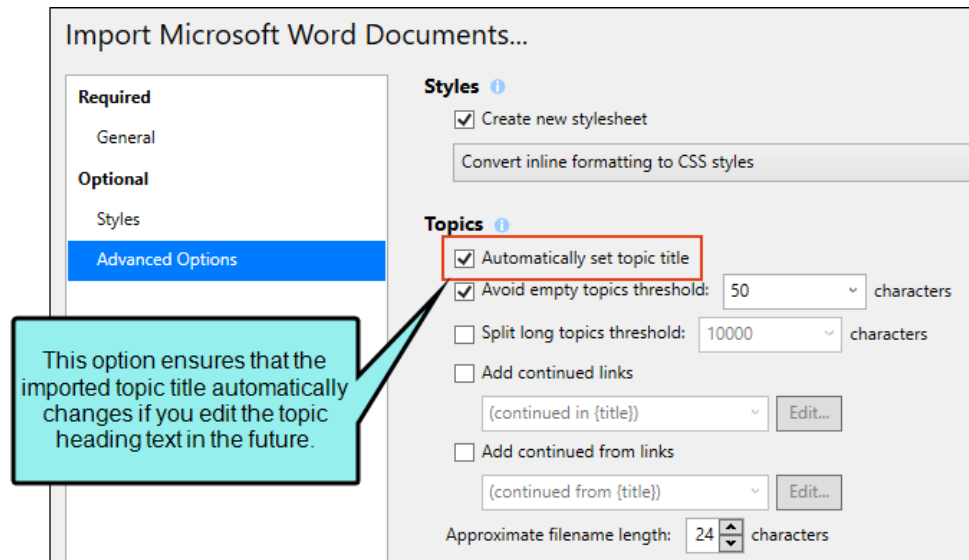 Import Microsoft Word Documents...
Required
General
Optional
Styles
Advanced Options
Styles
Create new stylesheet
Convert inline formatting to CSS styles
Topics
Automatically set topic title
Avoid empty topics threshold: 50 characters
Split long topics threshold: 10000 characters
Add continued links
(continued in {title}) Edit...
Add continued from links
(continued from {title}) Edit...
Approximate filename length: 24 characters
This option ensures that the
imported topic title automatically
changes if you edit the topic
heading text in the future.